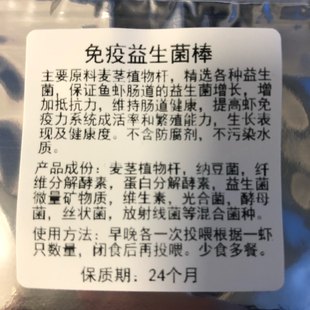 免疫益生菌棒
主要原料麦茎植物杆，精选各种益生
菌，保证鱼虾肠道的益生菌增长，增
加抵抗力，维持肠道健康，提高虾免
疫力系统成活率和繁殖能力，生长表
现及健康度。不含防腐剂，不污染水
质。
产品成份：麦茎植物杆，纳豆菌，纤
维分解酵素，蛋白分解酵素，益生菌
微量矿物质，维生素，光合菌，酵母
菌，丝状菌，放射线菌等混合菌种。
使用方法：早晚各一次投喂根据一虾
只数量，闭食后再投喂。少食多餐。
保质期：24个月